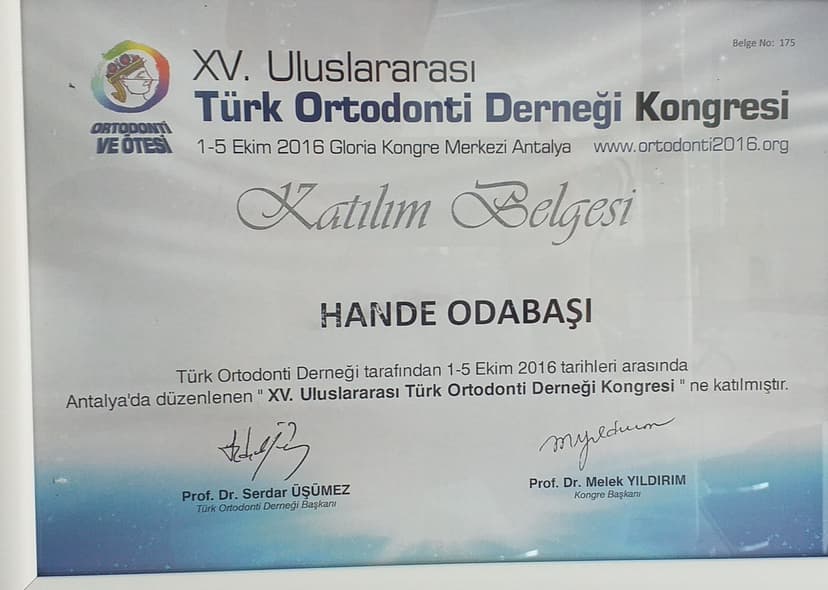 Belge No: 175
XV. Uluslararası
Türk Ortodonti Derneği Kongresi
ORTODONTİ
VE ÖTESİ
1-5 Ekim 2016 Gloria Kongre Merkezi Antalya www.ortodonti2016.org
Katılım Belgesi
HANDE ODABAŞI
Türk Ortodonti Derneği tarafından 1-5 Ekim 2016 tarihleri arasında
Antalya'da düzenlenen " XV. Uluslararası Türk Ortodonti Derneği Kongresi " ne katılmıştır.
Prof. Dr. Serdar ÜŞÜMEZ
Türk Ortodonti Derneği Başkanı
Prof. Dr. Melek YILDIRIM
Kongre Başkanı